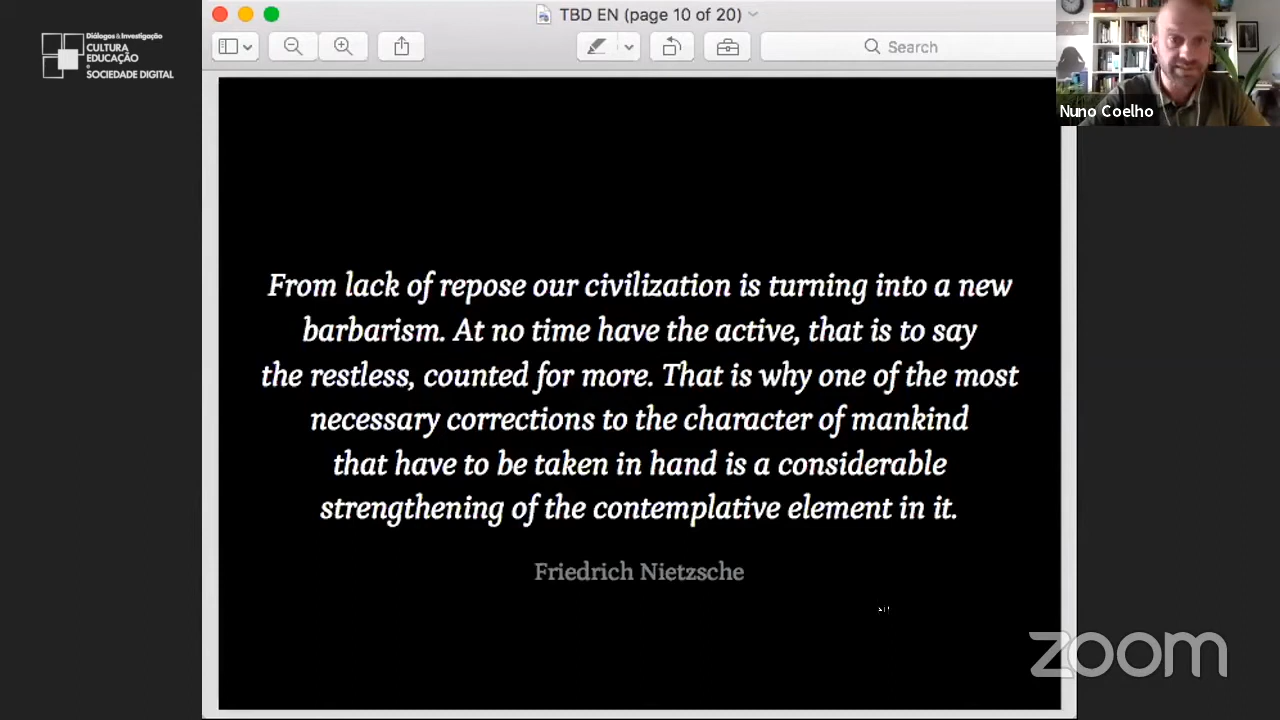 TBD EN (page 10 of 20)
Search
Diálogos & Investigação
CULTURA
EDUCAÇÃO
e
SOCIEDADE DIGITAL
Nuno Coelho
From lack of repose our civilization is turning into a new
barbarism. At no time have the active, that is to say
the restless, counted for more. That is why one of the most
necessary corrections to the character of mankind
that have to be taken in hand is a considerable
strengthening of the contemplative element in it.
Friedrich Nietzsche
zoom